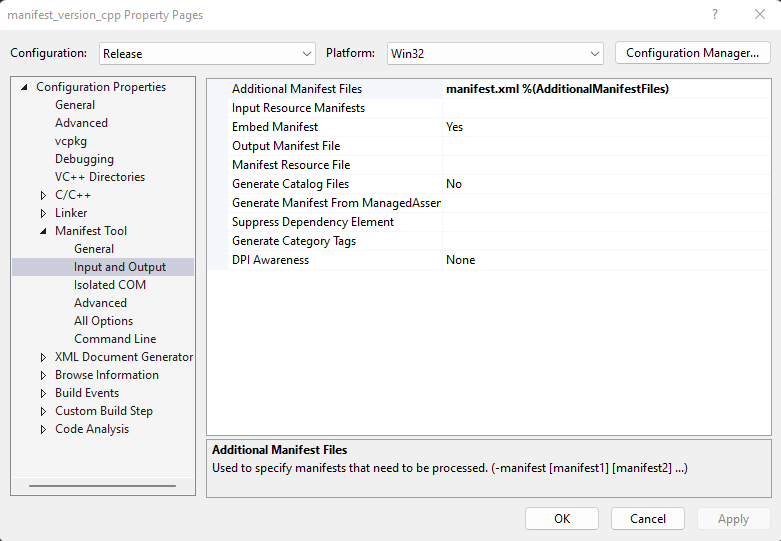 manifest_version_cpp Property Pages
Configuration: Release Platform: Win32 Configuration Manager...
Configuration Properties
General
Advanced
vcpkg
Debugging
VC++ Directories
C/C++
Linker
Manifest Tool
General
Input and Output
Isolated COM
Advanced
All Options
Command Line
XML Document Generator
Browse Information
Build Events
Custom Build Step
Code Analysis
Additional Manifest Files manifest.xml %(AdditionalManifestFiles)
Input Resource Manifests
Embed Manifest Yes
Output Manifest File
Manifest Resource File
Generate Catalog Files No
Generate Manifest From ManagedAssen
Suppress Dependency Element
Generate Category Tags
DPI Awareness None
Additional Manifest Files
Used to specify manifests that need to be processed. (-manifest [manifest1] [manifest2] ...)
OK Cancel Apply